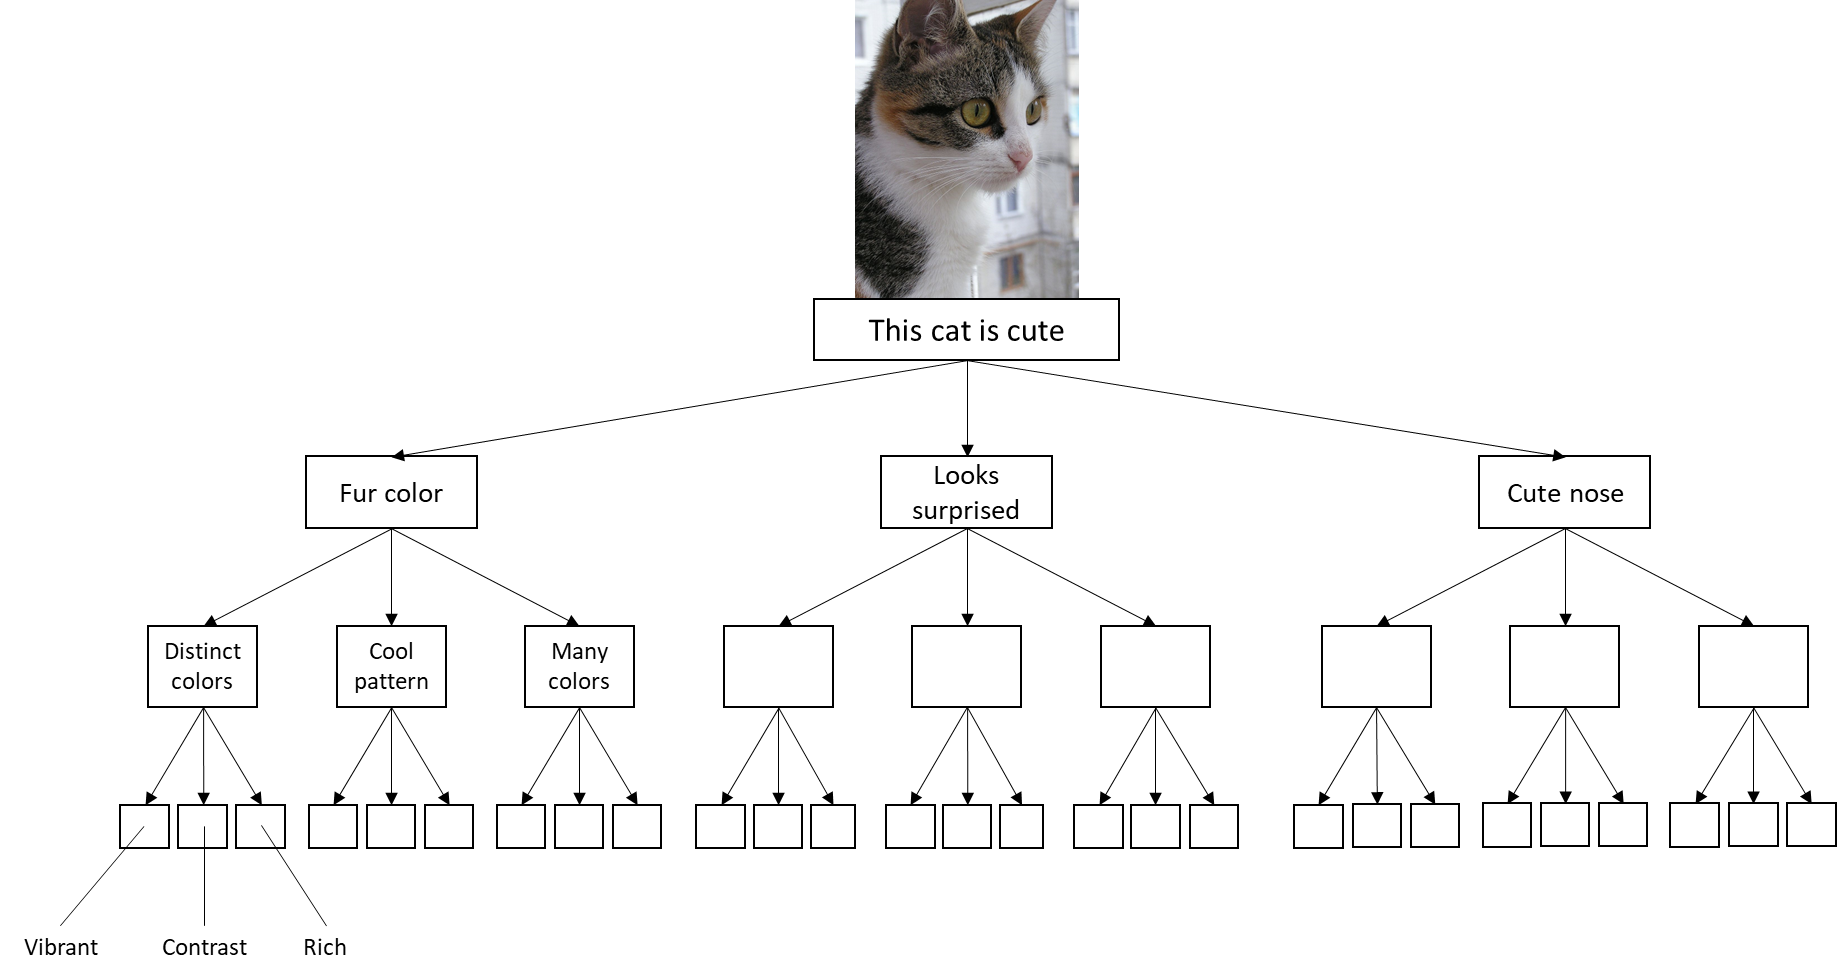 This cat is cute
Fur color
Looks
surprised
Cute nose
Distinct
colors
Cool
pattern
Many
colors
Vibrant
Contrast
Rich